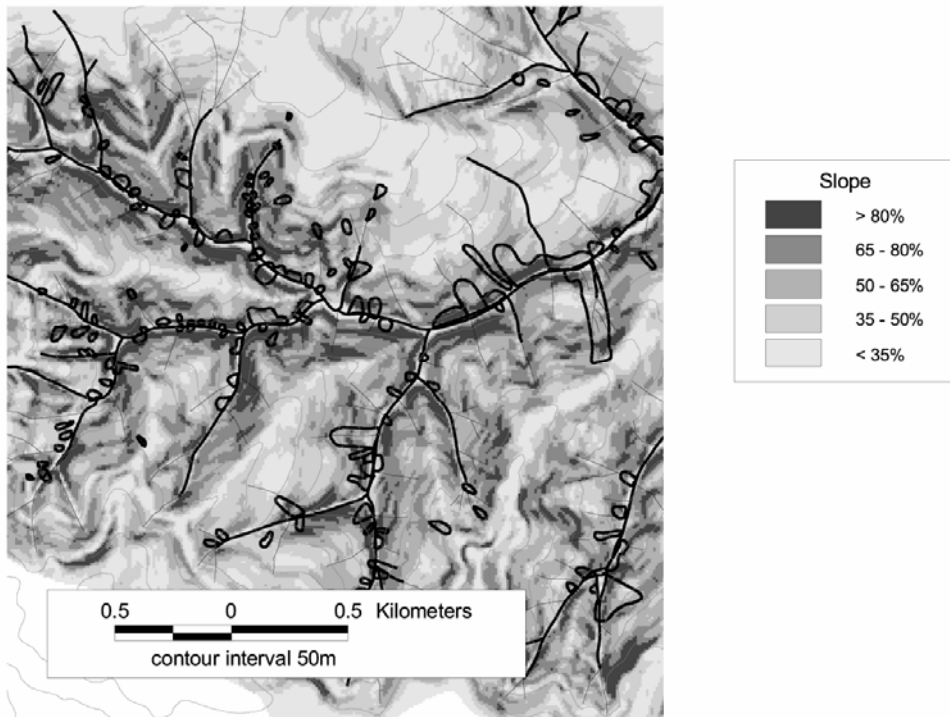 Slope
> 80%
65 - 80%
50 - 65%
35 - 50%
< 35%
0.5 0 0.5 Kilometers
contour interval 50m